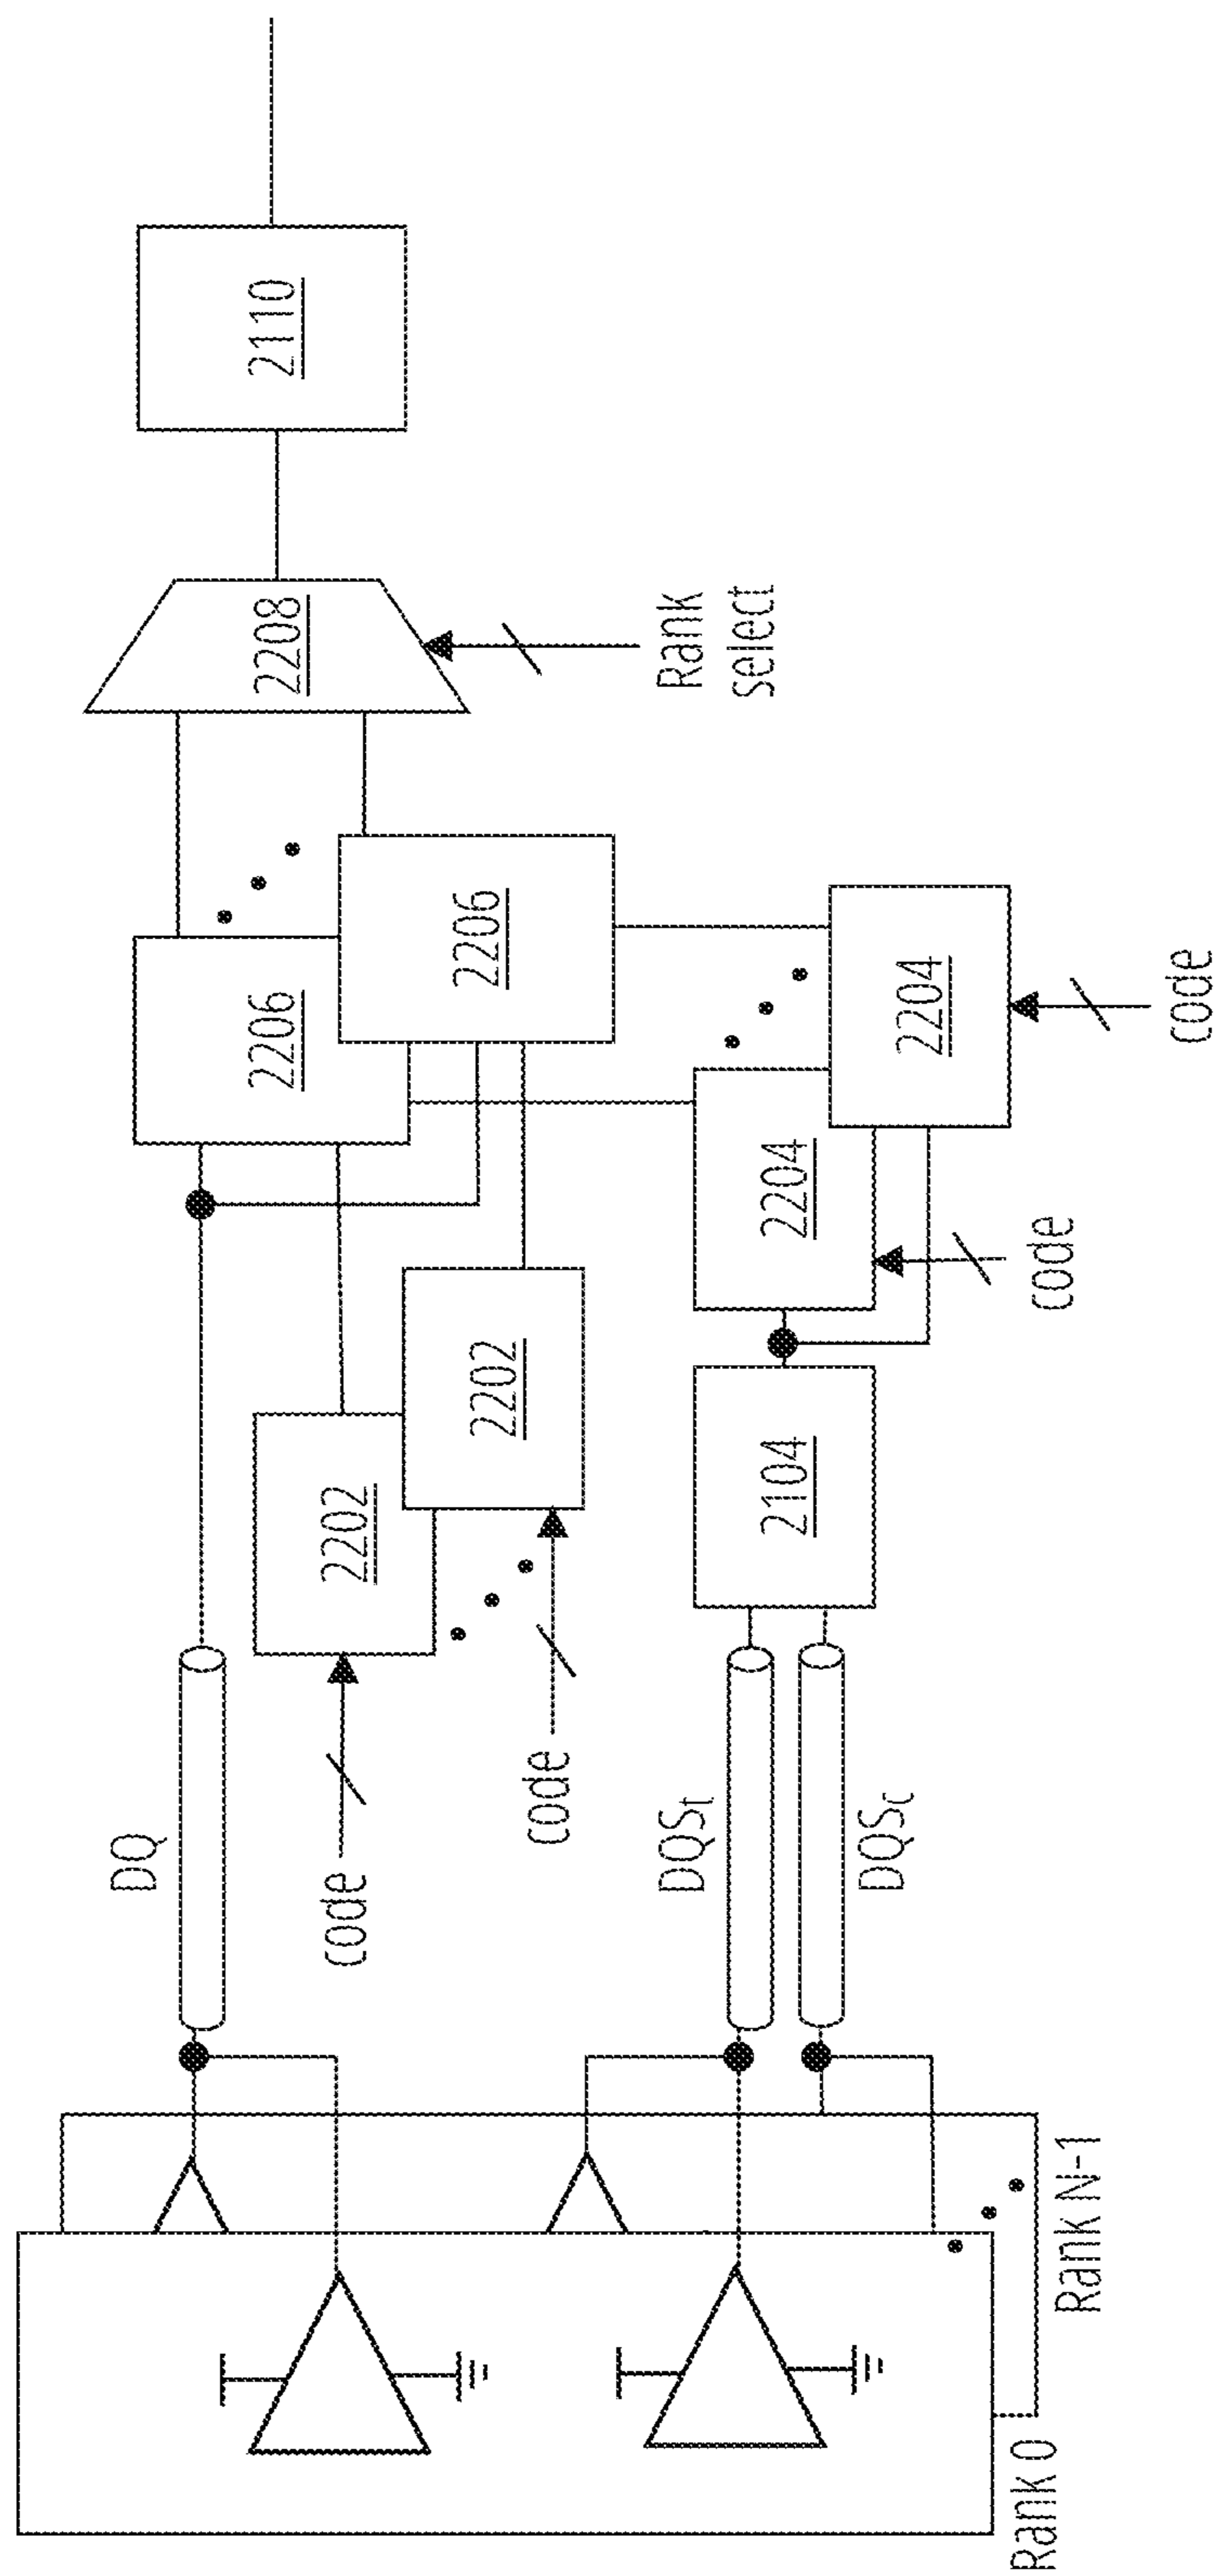 2110
2208
Rank
select
2206
2206
2204
2204
code
code
2202
2202
2104
code
code
DQ
DQSt
DQSc
Rank 0
Rank N-1